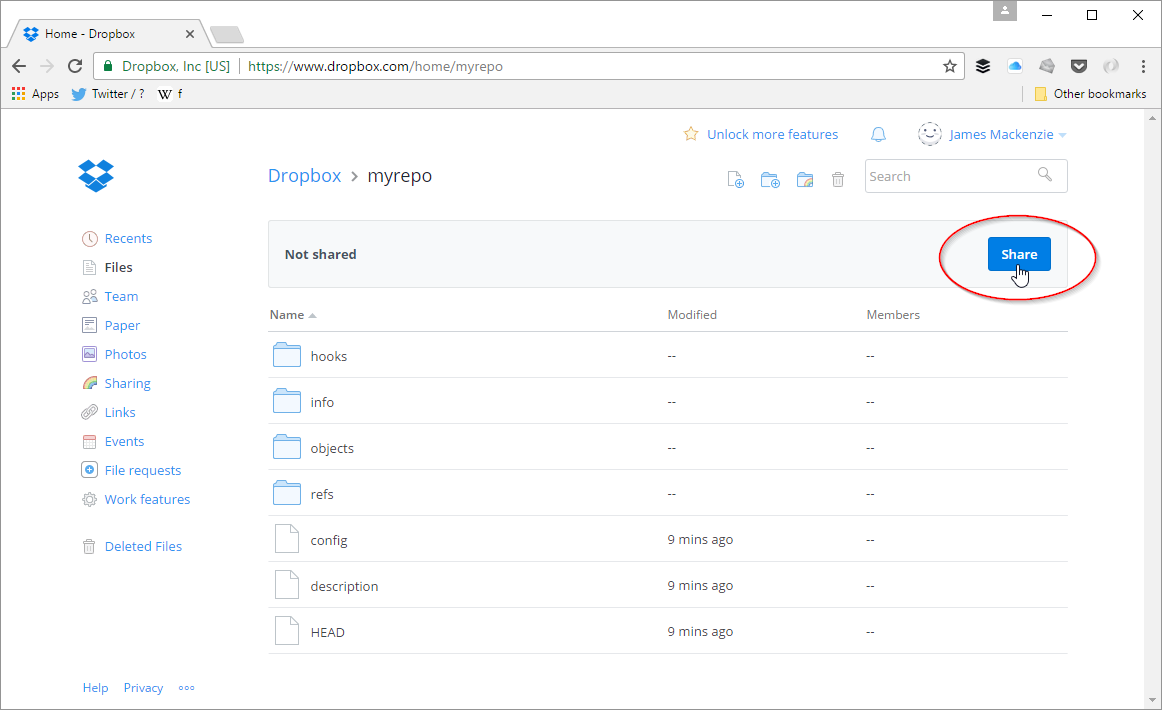 Home - Dropbox
Dropbox, Inc [US] https://www.dropbox.com/home/myrepo
Apps Twitter / ? W f Other bookmarks
Unlock more features James Mackenzie
Dropbox > myrepo Search
Recents
Files
Team
Paper
Photos
Sharing
Links
Events
File requests
Work features
Deleted Files
Not shared Share
Name Modified Members
hooks -- --
info -- --
objects -- --
refs -- --
config 9 mins ago --
description 9 mins ago --
HEAD 9 mins ago --
Help Privacy